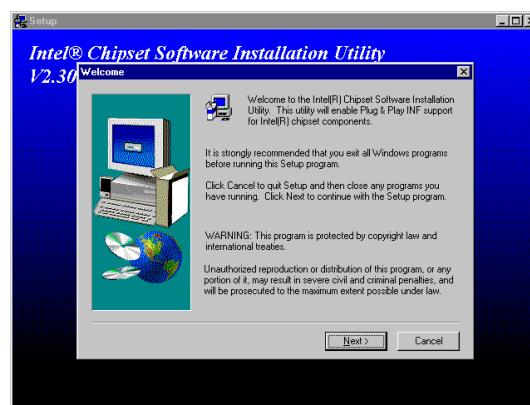 Setup
Intel® Chipset Software Installation Utility
V2.30
Welcome
Welcome to the Intel(R) Chipset Software Installation
Utility. This utility will enable Plug & Play INF support
for Intel(R) chipset components.
It is strongly recommended that you exit all Windows programs
before running this Setup program.
Click Cancel to quit Setup and then close any programs you
have running. Click Next to continue with the Setup program.
WARNING: This program is protected by copyright law and
international treaties.
Unauthorized reproduction or distribution of this program, or any
portion of it, may result in severe civil and criminal penalties, and
will be prosecuted to the maximum extent possible under law.
Next >
Cancel